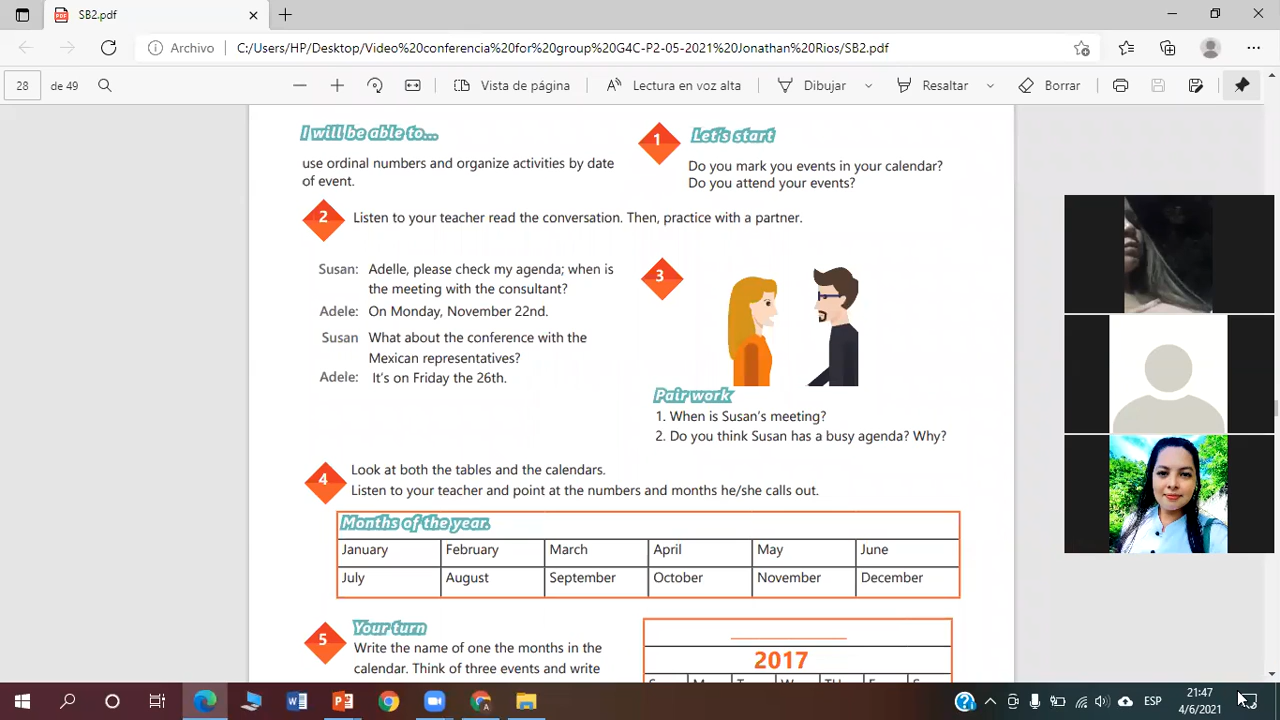 SB2.pdf
Archivo
C:/Users/HP/Desktop/Video%20conferencia%20for%20group%20G4C-P2-05-2021%20Jonathan%20Rios/SB2.pdf
28
de 49
Vista de página
Lectura en voz alta
Dibujar
Resaltar
Borrar
I will be able to...
use ordinal numbers and organize activities by date
of event.
1
Let's start
Do you mark you events in your calendar?
Do you attend your events?
2
Listen to your teacher read the conversation. Then, practice with a partner.
Susan: Adelle, please check my agenda; when is
the meeting with the consultant?
Adele: On Monday, November 22nd.
Susan What about the conference with the
Mexican representatives?
Adele: It's on Friday the 26th.
3
Pair work
1. When is Susan's meeting?
2. Do you think Susan has a busy agenda? Why?
4
Look at both the tables and the calendars.
Listen to your teacher and point at the numbers and months he/she calls out.
Months of the year.
January February March April May June
July August September October November December
5
Your turn
Write the name of one the months in the
calendar. Think of three events and write
2017
ESP
21:47
4/6/2021